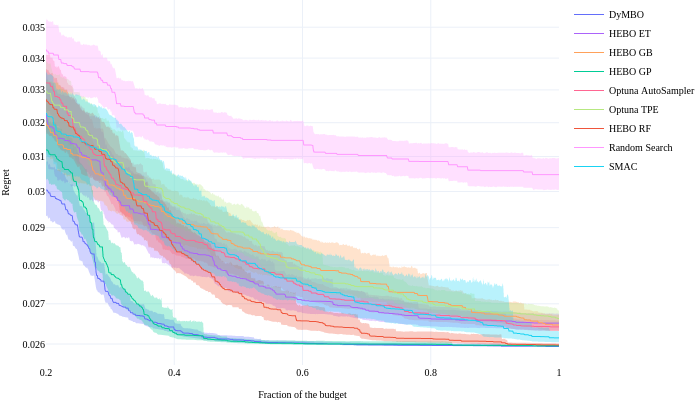 0.035
0.034
0.033
0.032
0.031
0.03
0.029
0.028
0.027
0.026
Regret
0.2 0.4 0.6 0.8 1
Fraction of the budget
DyMBO
HEBO ET
HEBO GB
HEBO GP
Optuna AutoSampler
Optuna TPE
HEBO RF
Random Search
SMAC